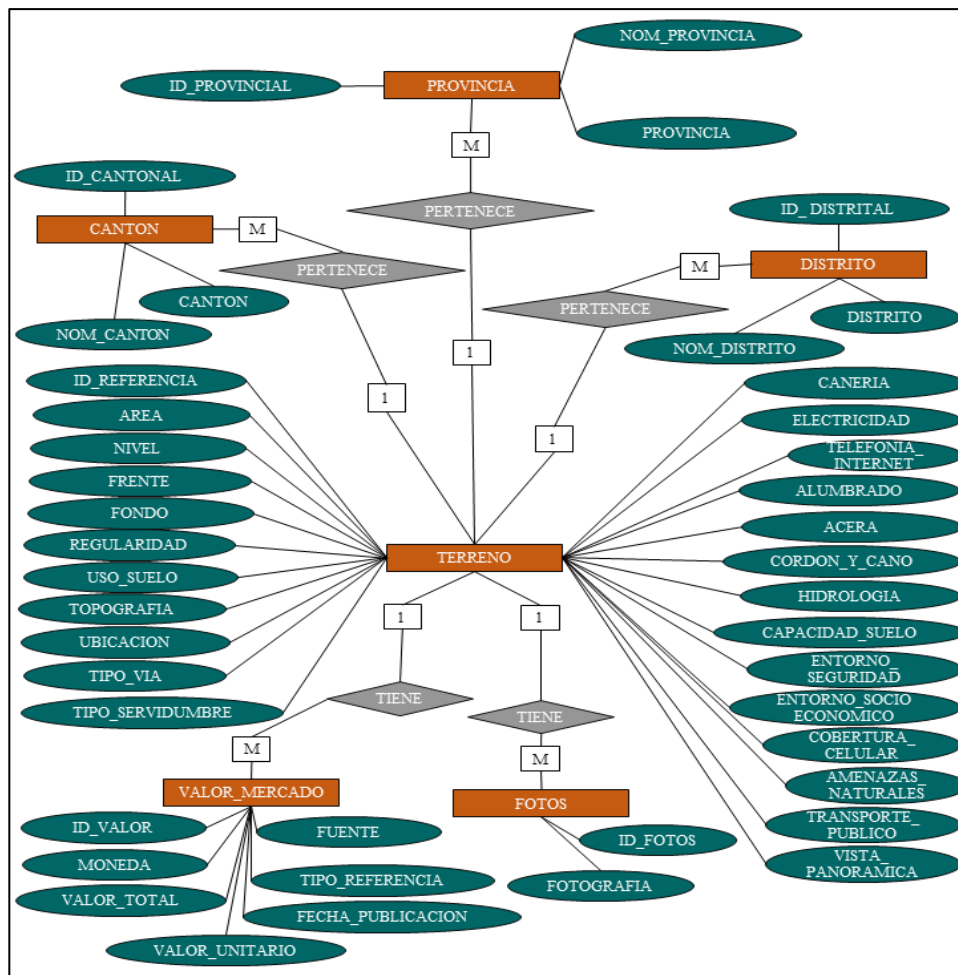 NOM_PROVINCIA
ID_PROVINCIAL
PROVINCIA
PROVINCIA
M
ID_CANTONAL
CANTON
M
PERTENECE
ID_ DISTRITAL
PERTENECE
M
DISTRITO
CANTON
PERTENECE
DISTRITO
NOM_CANTON
NOM_DISTRITO
1
ID_REFERENCIA
CANERIA
1
AREA
ELECTRICIDAD
1
NIVEL
TELEFONIA_
INTERNET
FRENTE
ALUMBRADO
FONDO
ACERA
REGULARIDAD
TERRENO
CORDON_Y_CANO
USO_SUELO
HIDROLOGIA
TOPOGRAFIA
1
1
CAPACIDAD_SUELO
UBICACION
ENTORNO_
SEGURIDAD
TIPO_VIA
TIENE
ENTORNO_SOCIO
ECONOMICO
TIPO_SERVIDUMBRE
TIENE
COBERTURA_
CELULAR
M
M
AMENAZAS_
NATURALES
VALOR_MERCADO
FOTOS
TRANSPORTE_
PUBLICO
ID_VALOR
FUENTE
ID_FOTOS
VISTA_
PANORAMICA
MONEDA
TIPO_REFERENCIA
FOTOGRAFIA
VALOR_TOTAL
FECHA_PUBLICACION
VALOR_UNITARIO